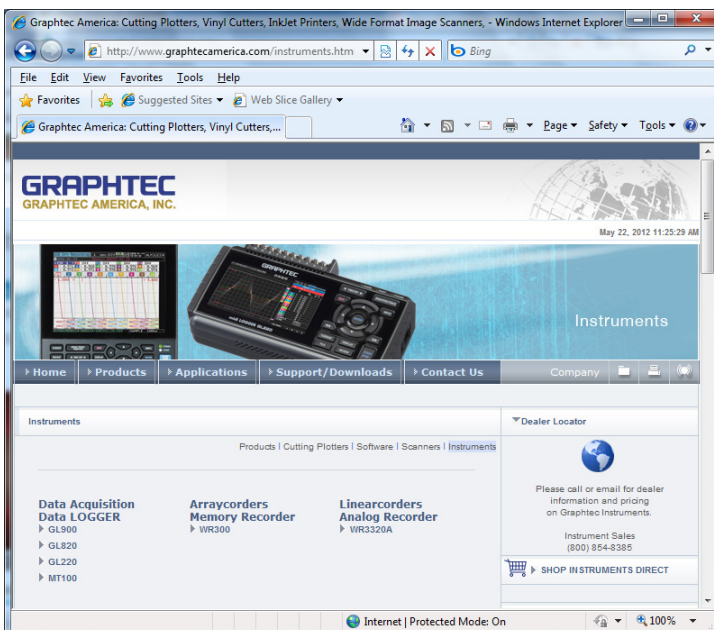 Graphtec America: Cutting Plotters, Vinyl Cutters, InkJet Printers, Wide Format Image Scanners, - Windows Internet Explorer
http://www.graphtecamerica.com/instruments.htm
Bing
File Edit View Favorites Tools Help
Favorites Suggested Sites Web Slice Gallery
Graphtec America: Cutting Plotters, Vinyl Cutters,... Page Safety Tools
GRAPHTEC
GRAPHTEC AMERICA, INC.
May 22, 2012 11:25:29 AM
GRAPHTEC
Instruments
Home Products Applications Support/Downloads Contact Us Company
Instruments
Products | Cutting Plotters | Software | Scanners | Instruments
Data Acquisition
Data LOGGER
GL900
GL820
GL220
MT100
Arraycorders
Memory Recorder
WR300
Linearcorders
Analog Recorder
WR3320A
Dealer Locator
Please call or email for dealer
information and pricing
on Graphtec Instruments.
Instrument Sales
(800) 854-8385
SHOP INSTRUMENTS DIRECT
Internet | Protected Mode: On 100%